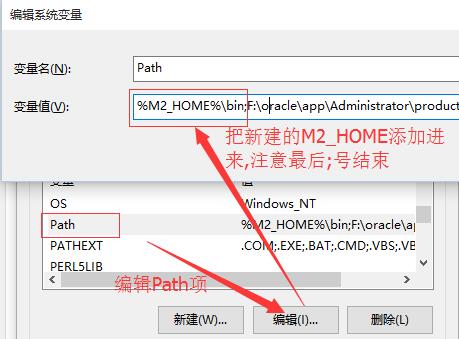 编辑系统变量
变量名(N):
Path
变量值(V):
%M2_HOME%\bin;F:\oracle\app\Administrator\product
把新建的M2_HOME添加进
来,注意最后;号结束
变量 值
OS Windows_NT
Path %M2_HOME%\bin;F:\oracle\ap
PATHEXT .COM;.EXE;.BAT;.CMD;.VBS;.VB
PERL5LIB
编辑Path项
新建(W)...
编辑(I)...
删除(L)